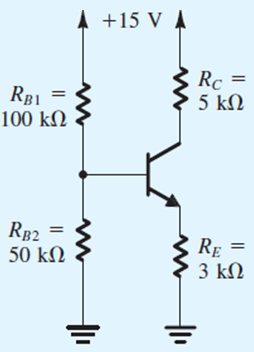 +15 V
R_C =
5 kΩ
R_B1 =
100 kΩ
R_B2 =
50 kΩ
R_E =
3 kΩ